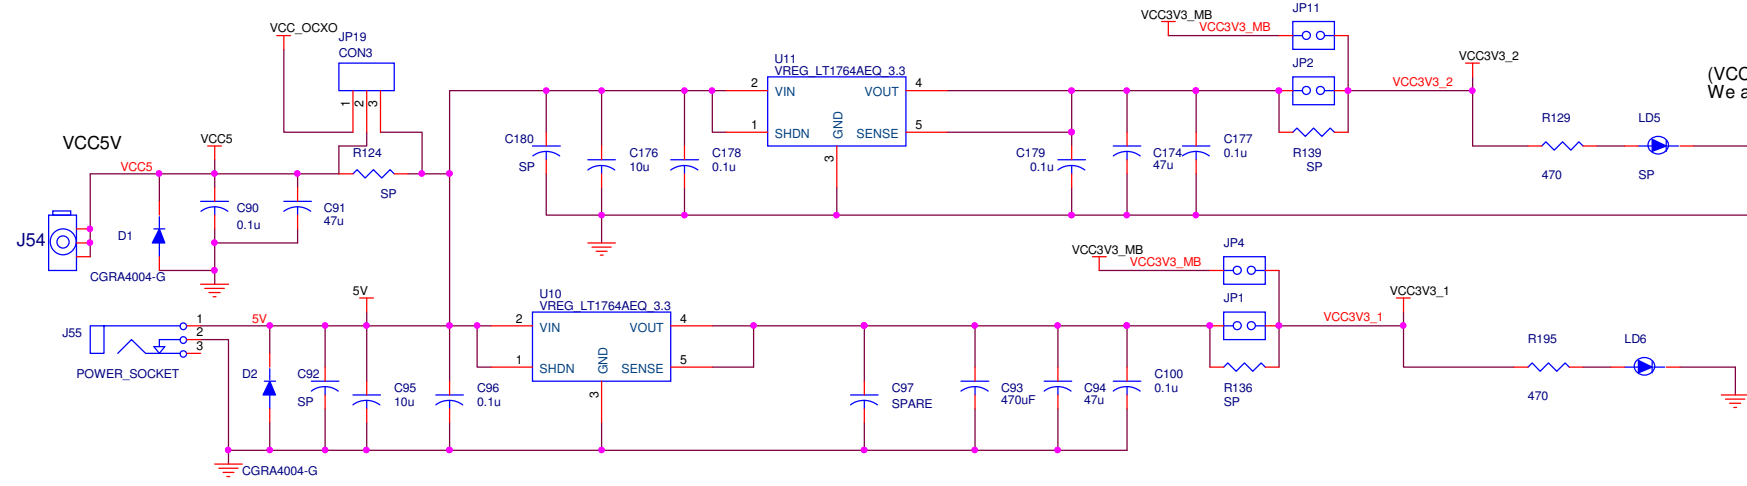 VCC_OCXO
JP19
CON3
1
2
3
VCC5V
VCC5
VCC5
R124
SP
J54
D1
CGRA4004-G
C90
0.1u
C91
47u
C180
SP
C176
10u
C178
0.1u
U11
VREG_LT1764AEQ_3.3
2
VIN
VOUT
4
1
SHDN
GND
SENSE
5
3
C179
0.1u
C174
47u
C177
0.1u
VCC3V3_MB
VCC3V3_MB
JP11
JP2
R139
SP
VCC3V3_2
VCC3V3_2
R129
470
LD5
SP
(VCC
We a
J55
POWER_SOCKET
1
2
3
5V
5V
D2
CGRA4004-G
C92
SP
C95
10u
C96
0.1u
U10
VREG_LT1764AEQ_3.3
2
VIN
VOUT
4
1
SHDN
GND
SENSE
5
3
C97
SPARE
C93
470uF
C94
47u
C100
0.1u
VCC3V3_MB
VCC3V3_MB
JP4
JP1
R136
SP
VCC3V3_1
VCC3V3_1
R195
470
LD6